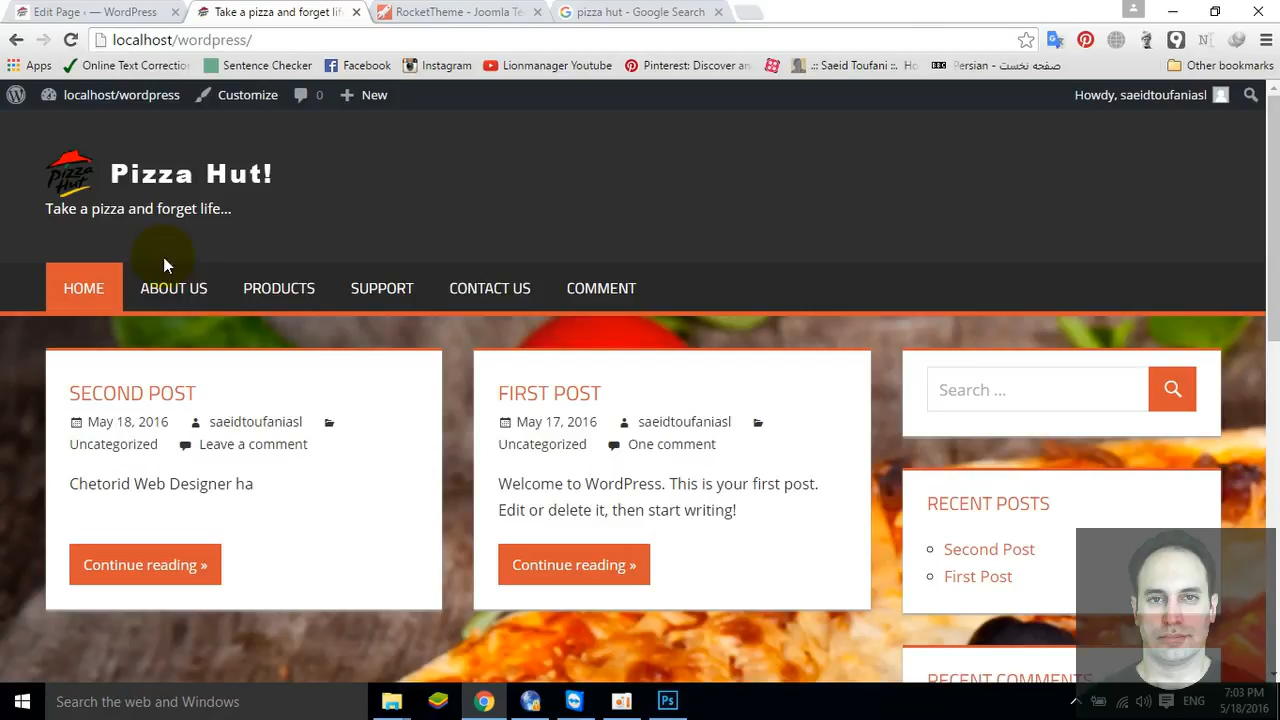 Edit Page ‹ — WordPress
Take a pizza and forget lif
RocketTheme - Joomla Te
pizza hut - Google Search
localhost/wordpress/
Apps
Online Text Correctio
Sentence Checker
Facebook
Instagram
Lionmanager Youtube
Pinterest: Discover an
.:: Saeid Toufani ::. Ho
صفحه نخست - Persian
Other bookmarks
localhost/wordpress
Customize
0
New
Howdy, saeidtoufaniasl
Pizza Hut
Pizza Hut!
Take a pizza and forget life...
HOME
ABOUT US
PRODUCTS
SUPPORT
CONTACT US
COMMENT
SECOND POST
May 18, 2016 saeidtoufaniasl
Uncategorized Leave a comment
Chetorid Web Designer ha
Continue reading »
FIRST POST
May 17, 2016 saeidtoufaniasl
Uncategorized One comment
Welcome to WordPress. This is your first post.
Edit or delete it, then start writing!
Continue reading »
Search ...
RECENT POSTS
Second Post
First Post
RECENT COMMENTS
Search the web and Windows
Ps
ENG
7:03 PM
5/18/2016